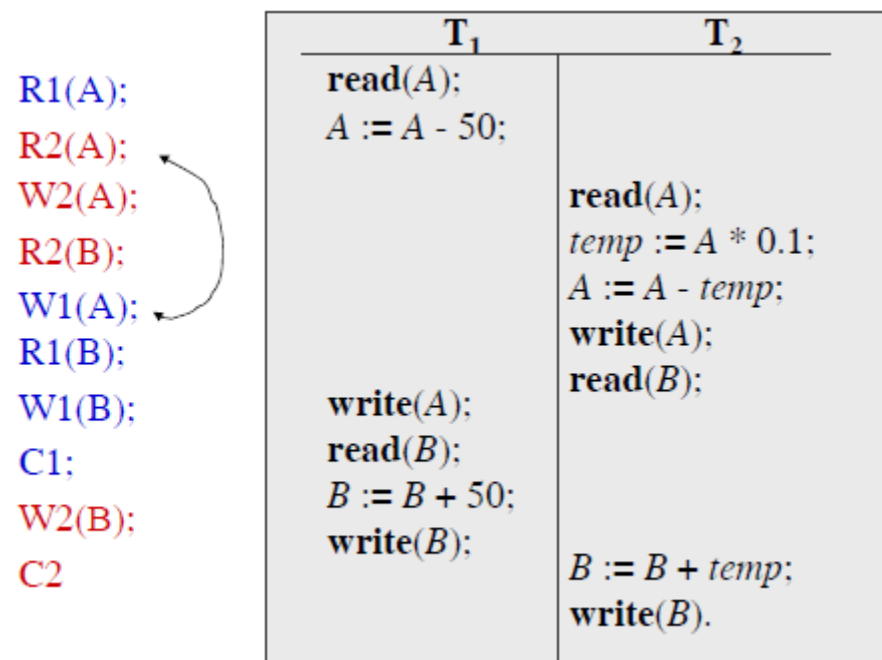 R1(A);
R2(A);
W2(A);
R2(B);
W1(A);
R1(B);
W1(B);
C1;
W2(B);
C2
T1 T2
read(A);
A := A - 50;
read(A);
temp := A * 0.1;
A := A - temp;
write(A);
read(B);
write(A);
read(B);
B := B + 50;
write(B);
B := B + temp;
write(B).